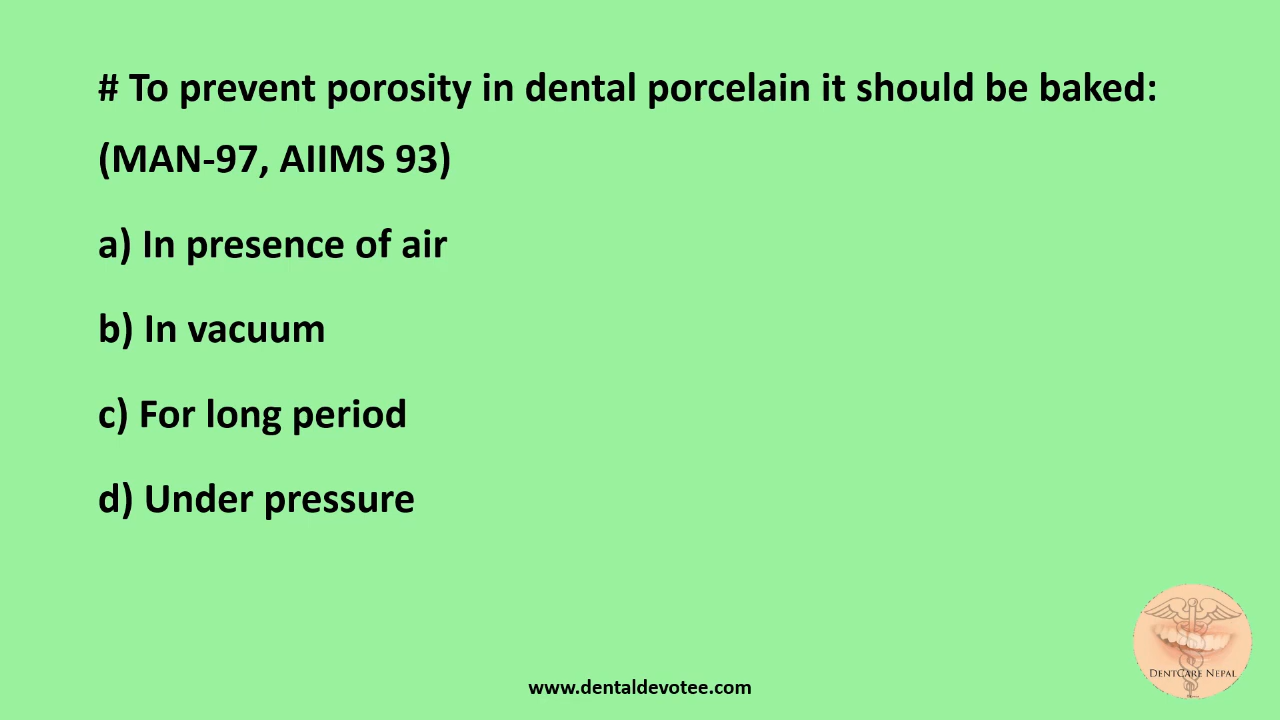 # To prevent porosity in dental porcelain it should be baked:
(MAN-97, AIIMS 93)
a) In presence of air
b) In vacuum
c) For long period
d) Under pressure
DENTCARE NEPAL
www.dentaldevotee.com